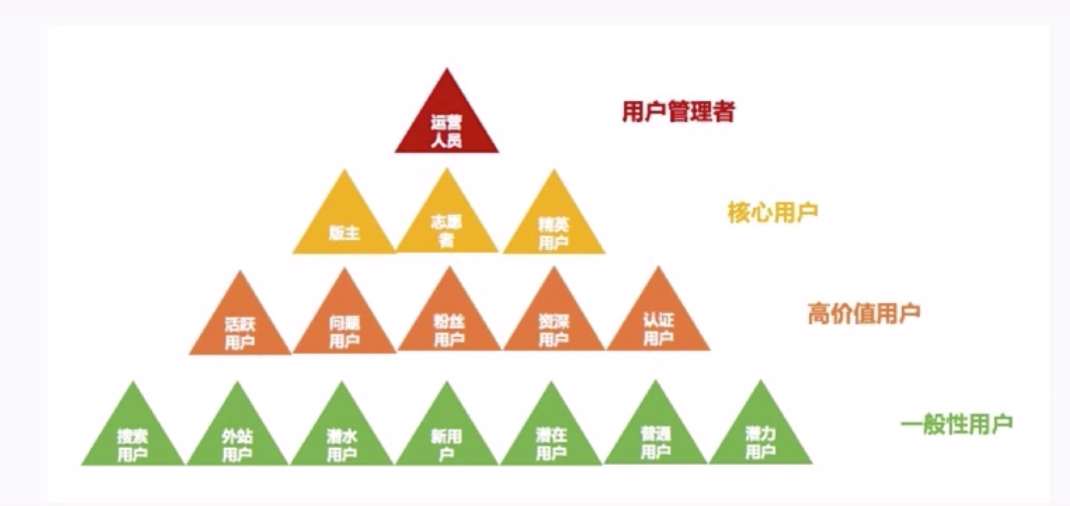 运营
人员
用户管理者
版主
志愿
者
精英
用户
核心用户
活跃
用户
问题
用户
粉丝
用户
资深
用户
认证
用户
高价值用户
搜索
用户
外站
用户
潜水
用户
新用
户
潜在
用户
普通
用户
潜力
用户
一般性用户